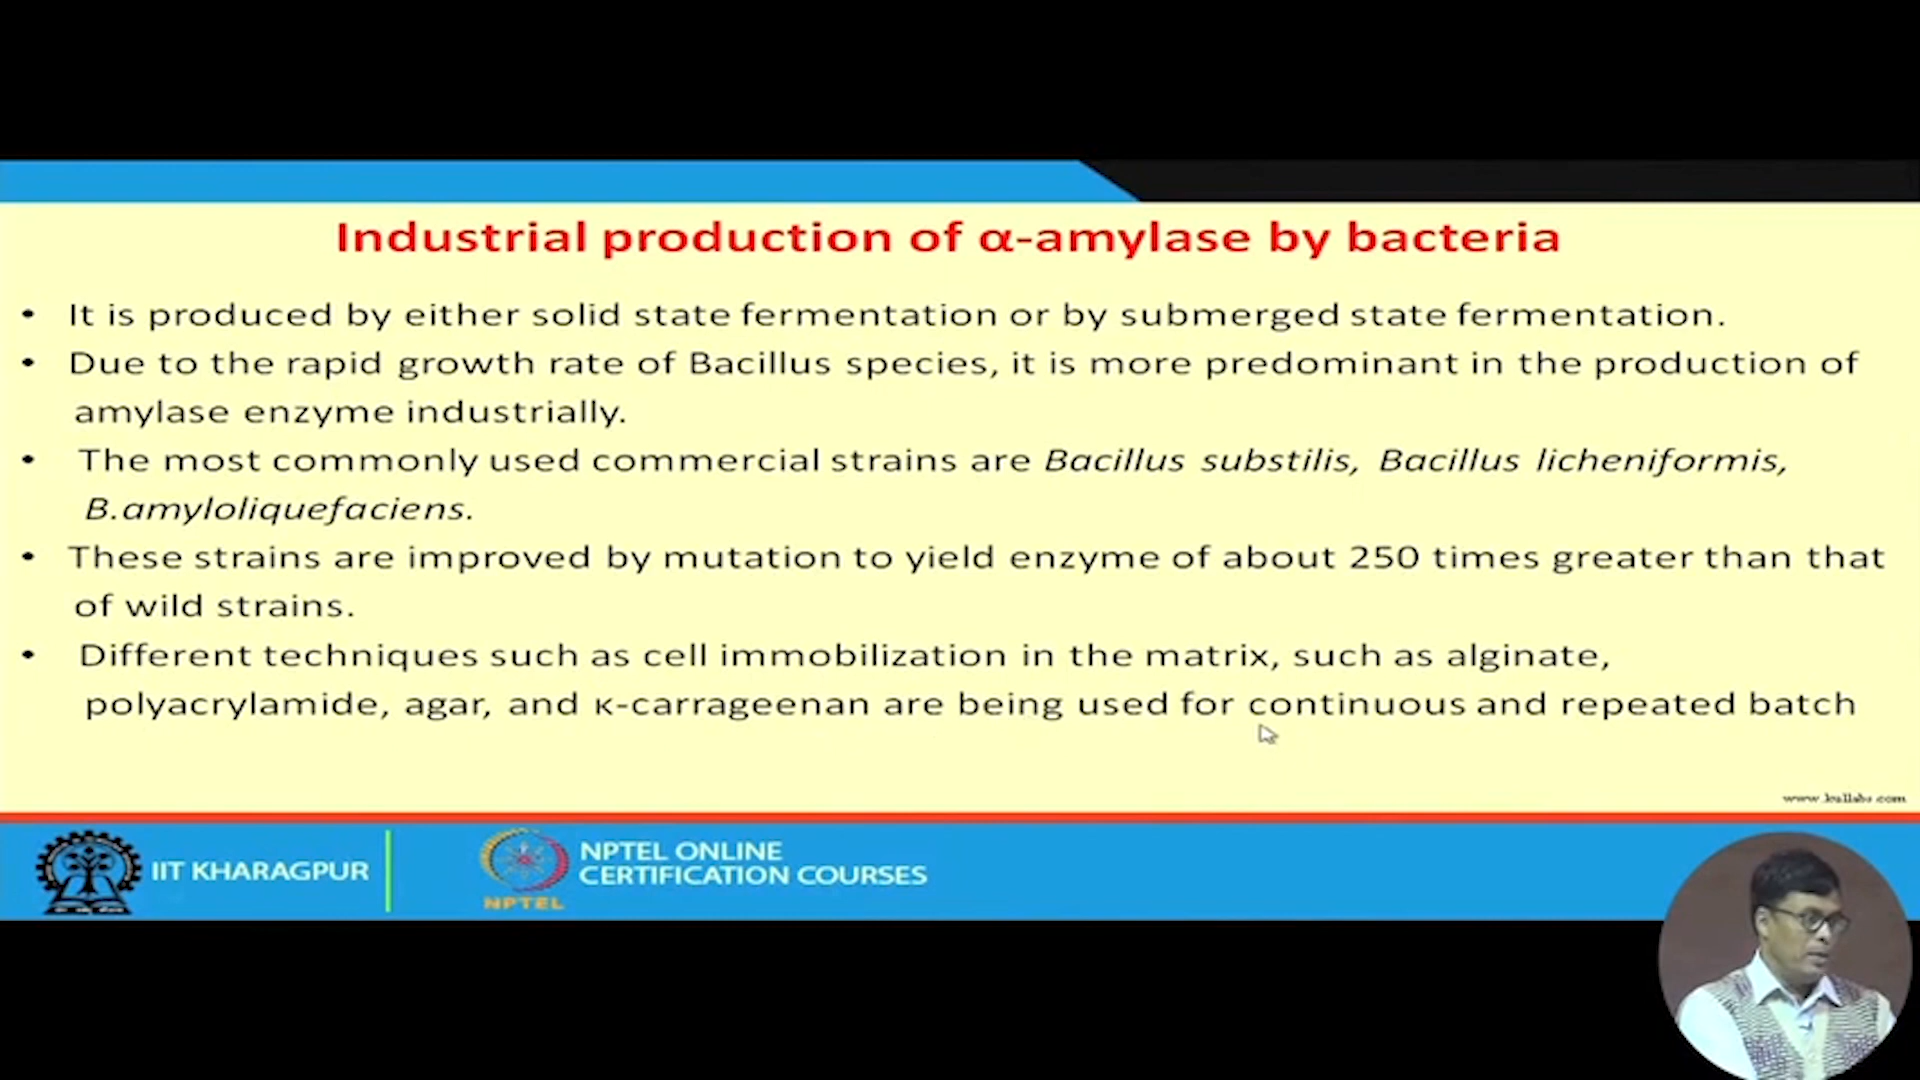 Industrial production of α-amylase by bacteria
• It is produced by either solid state fermentation or by submerged state fermentation.
• Due to the rapid growth rate of Bacillus species, it is more predominant in the production of
amylase enzyme industrially.
• The most commonly used commercial strains are Bacillus substilis, Bacillus licheniformis,
B.amyloliquefaciens.
• These strains are improved by mutation to yield enzyme of about 250 times greater than that
of wild strains.
• Different techniques such as cell immobilization in the matrix, such as alginate,
polyacrylamide, agar, and κ-carrageenan are being used for continuous and repeated batch
www.kullabs.com
IIT KHARAGPUR
NPTEL
NPTEL ONLINE
CERTIFICATION COURSES